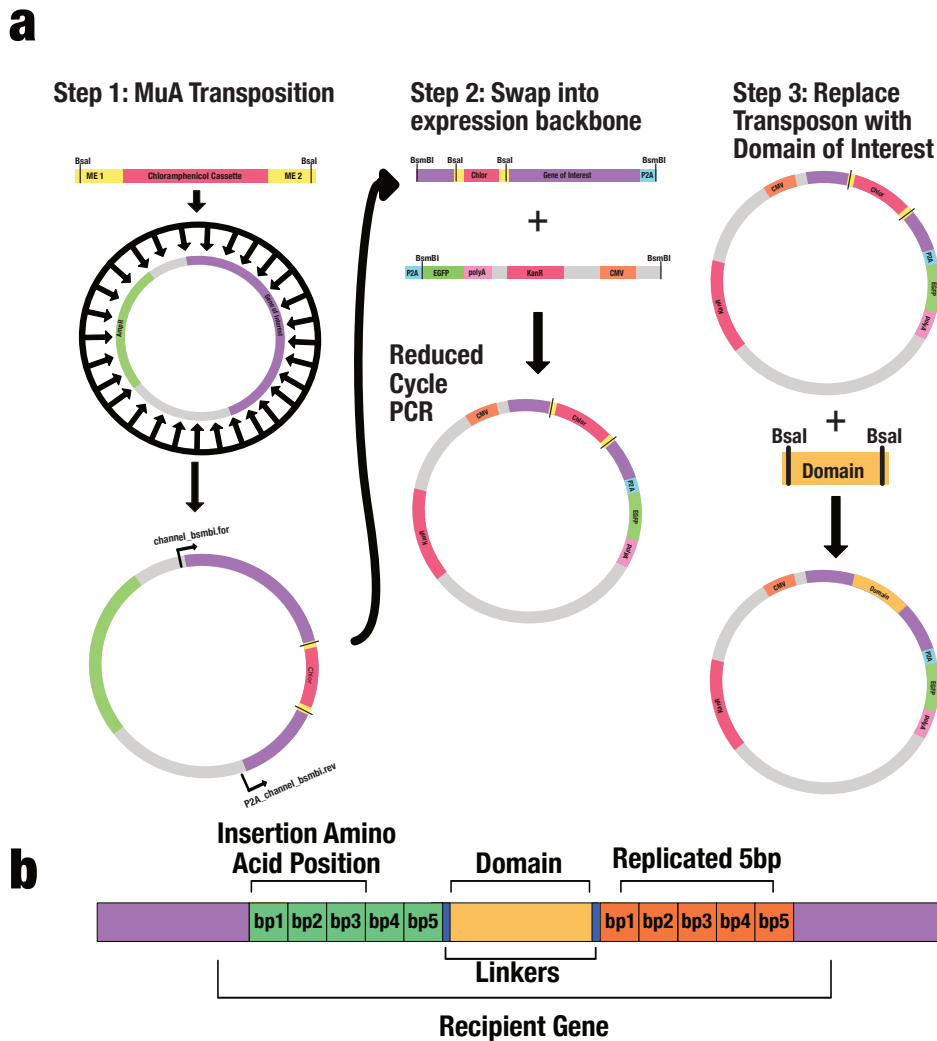 a
Step 1: MuA Transposition
BsaI
BsaI
ME 1
Chloramphenicol Cassette
ME 2
AmpR
Gene of Interest
channel_bsmbi.for
Chlor
P2A_channel_bsmbi.rev
Step 2: Swap into
expression backbone
BsmBI
BsaI
BsaI
BsmBI
Chlor
Gene of Interest
P2A
+
BsmBI
BsmBI
P2A
EGFP
polyA
KanR
CMV
Reduced
Cycle
PCR
CMV
Chlor
P2A
EGFP
polyA
KanR
Step 3: Replace
Transposon with
Domain of Interest
CMV
Chlor
P2A
EGFP
polyA
KanR
+
BsaI
BsaI
Domain
CMV
Domain
P2A
EGFP
polyA
KanR
b
Insertion Amino
Acid Position
Domain
Replicated 5bp
bp1 bp2 bp3 bp4 bp5
bp1 bp2 bp3 bp4 bp5
Linkers
Recipient Gene